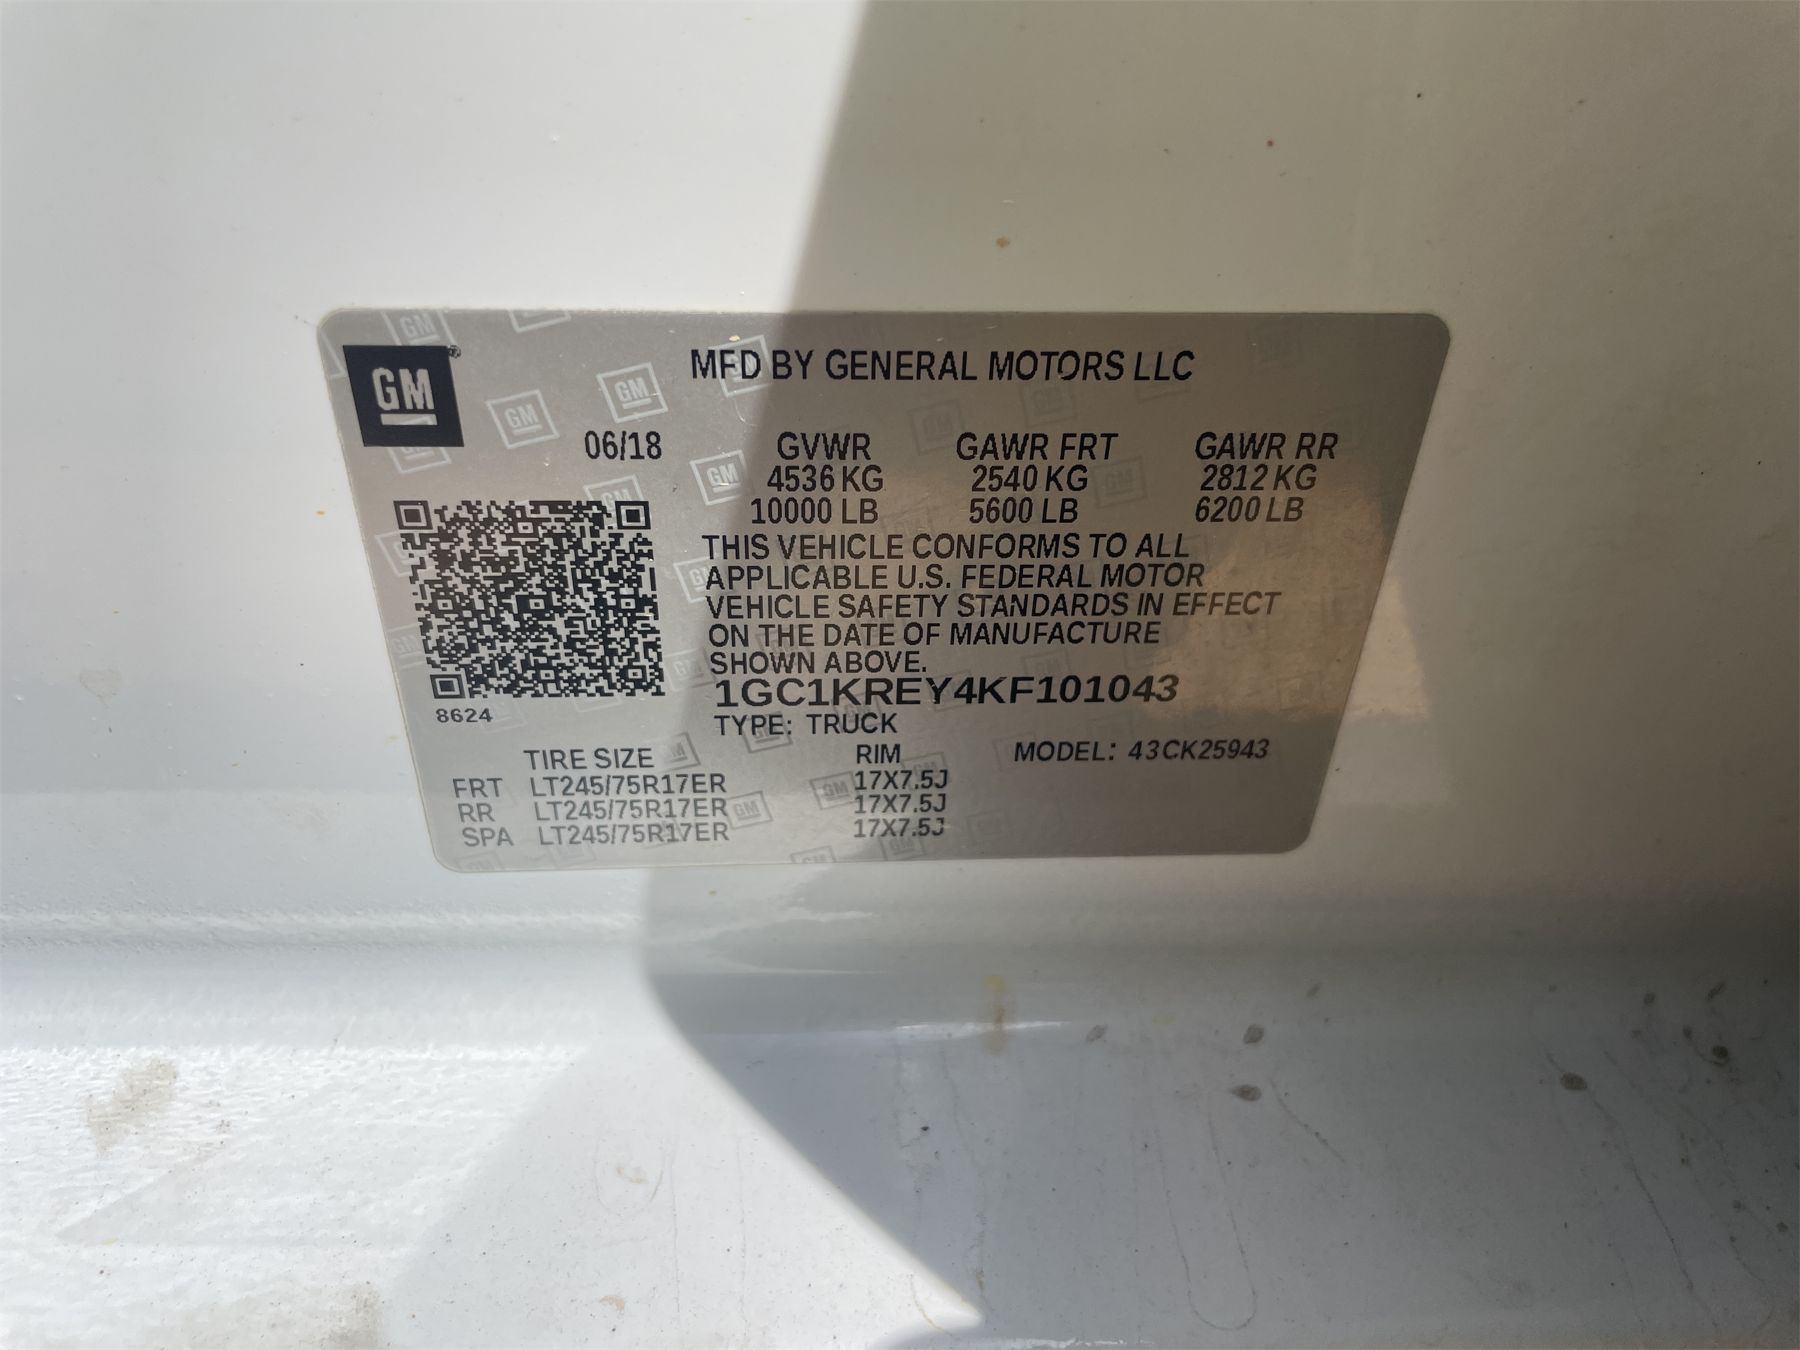 GM
MFD BY GENERAL MOTORS LLC
06/18 GVWR GAWR FRT GAWR RR
4536 KG 2540 KG 2812 KG
10000 LB 5600 LB 6200 LB
THIS VEHICLE CONFORMS TO ALL
APPLICABLE U.S. FEDERAL MOTOR
VEHICLE SAFETY STANDARDS IN EFFECT
ON THE DATE OF MANUFACTURE
SHOWN ABOVE.
1GC1KREY4KF101043
8624
TYPE: TRUCK
TIRE SIZE RIM MODEL: 43CK25943
FRT LT245/75R17ER 17X7.5J
RR LT245/75R17ER 17X7.5J
SPA LT245/75R17ER 17X7.5J